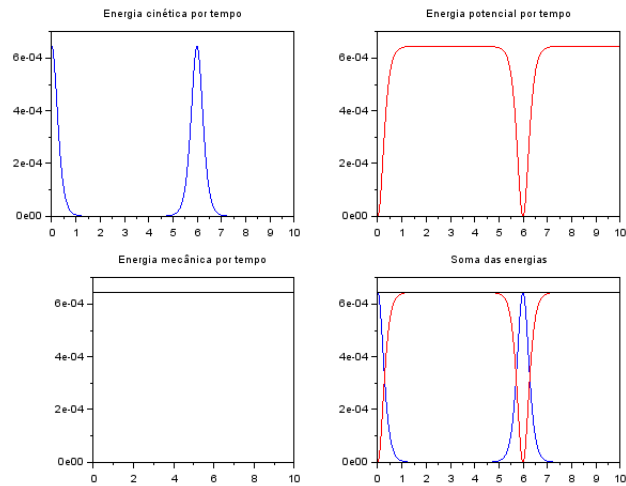 Energia cinética por tempo
6e-04
4e-04
2e-04
0e00
0 1 2 3 4 5 6 7 8 9 10
Energia potencial por tempo
6e-04
4e-04
2e-04
0e00
0 1 2 3 4 5 6 7 8 9 10
Energia mecânica por tempo
6e-04
4e-04
2e-04
0e00
0 10
Soma das energias
6e-04
4e-04
2e-04
0e00
0 1 2 3 4 5 6 7 8 9 10